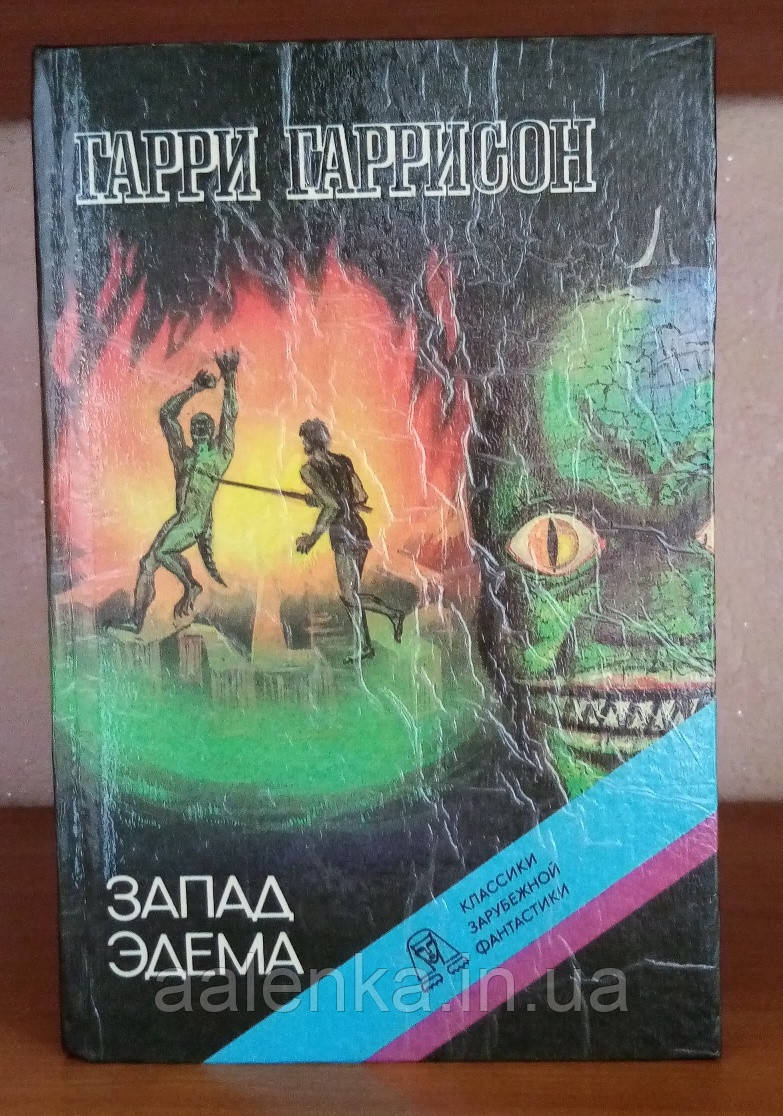 ГАРРИ ГАРРИСОН
ЗАПАД
ЭДЕМА
КЛАССИКИ
ЗАРУБЕЖНОЙ
ФАНТАСТИКИ
aalenka.in.ua